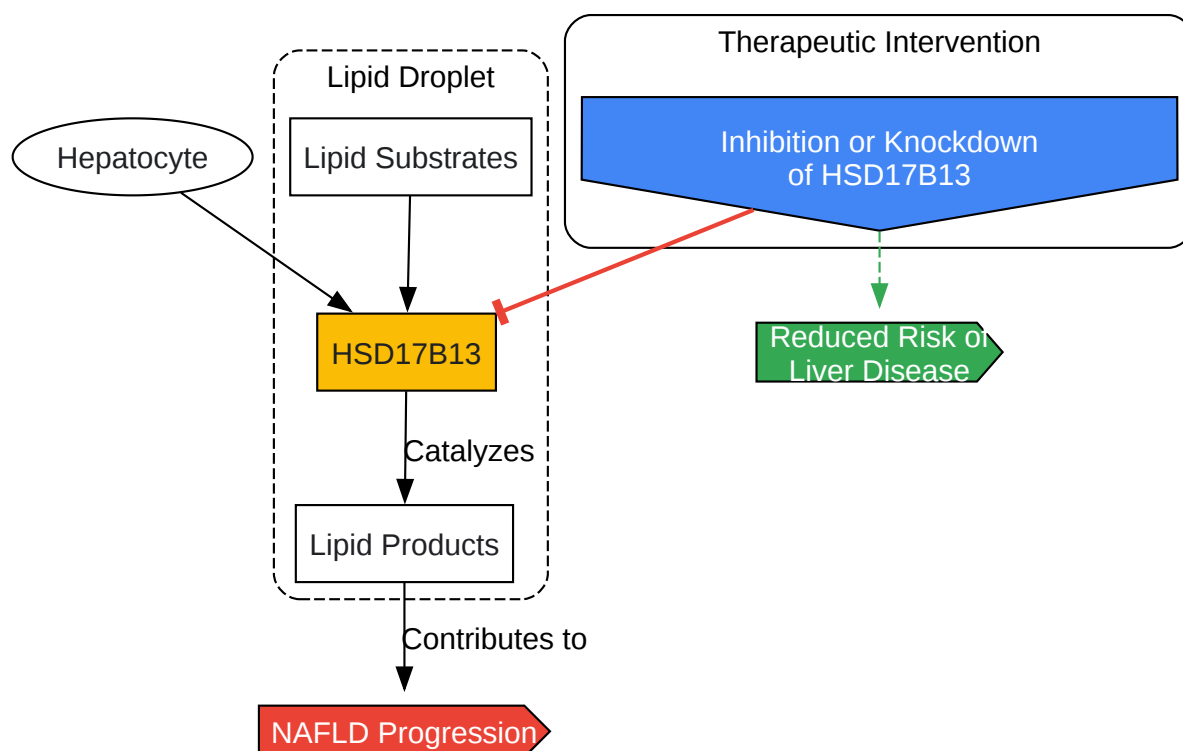 Therapeutic Intervention
Lipid Droplet
Inhibition or Knockdown
of HSD17B13
Hepatocyte
Lipid Substrates
HSD17B13
Reduced Risk of
Liver Disease
Catalyzes
Lipid Products
Contributes to
NAFLD Progression